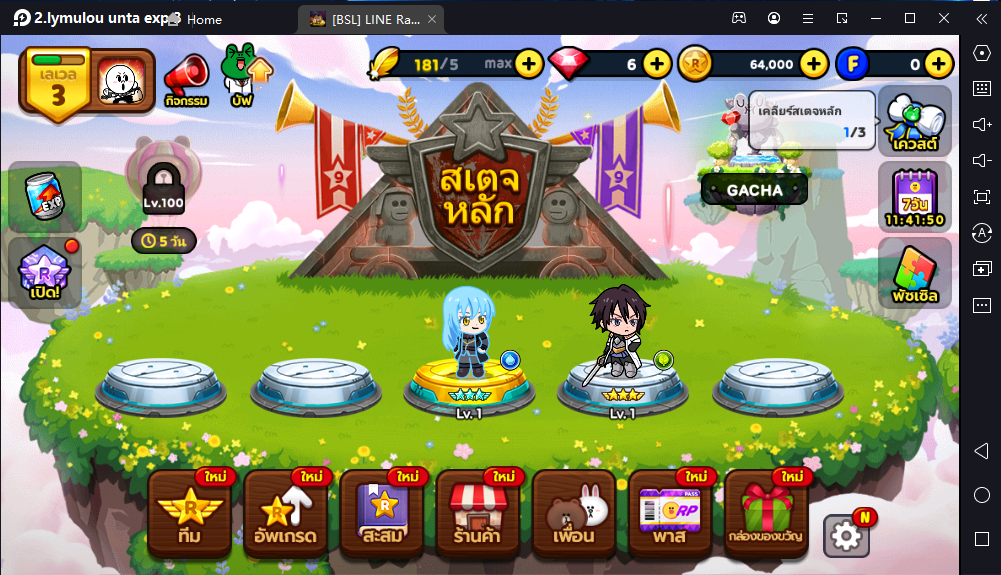 2.lymulou unta exp 3
Home
[BSL] LINE Ra...
เลเวล
3
กิจกรรม
บัฟ
181/5 max
6
64,000
F 0
R
EXP
Lv.100
5 วัน
R
เปิด!
9
สเตจ
หลัก
9
เคลียร์สเตจหลัก
1/3
เควสต์
GACHA
7วัน
11:41:50
พัซเซิล
Lv. 1
Lv. 1
ใหม่
R
ทีม
ใหม่
R
อัพเกรด
ใหม่
R
สะสม
ใหม่
ร้านค้า
เพื่อน
ใหม่
PASS
RP
พาส
ใหม่
กล่องของขวัญ
N